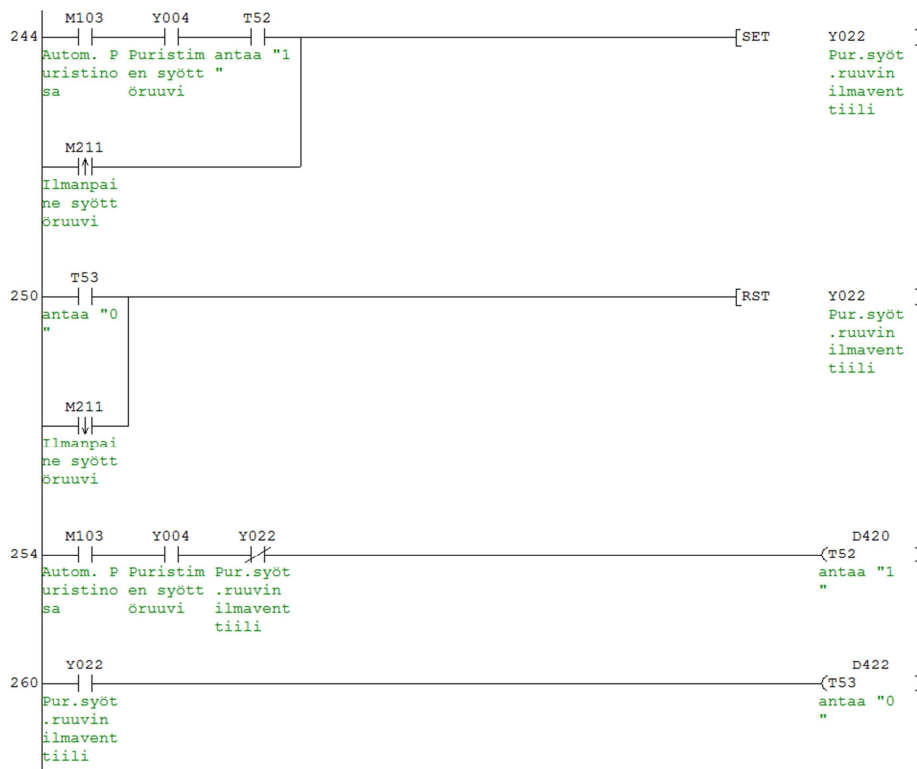 M103 Y004 T52
244 [SET Y022 ]
Autom. P Puristim antaa "1 Pur.syöt
uristino en syött " .ruuvin
sa öruuvi ilmavent
tiili
M211
Ilmanpai
ne syött
öruuvi
T53
250 [RST Y022 ]
antaa "0 Pur.syöt
" .ruuvin
ilmavent
tiili
M211
Ilmanpai
ne syött
öruuvi
M103 Y004 Y022 D420
254 (T52 ]
Autom. P Puristim Pur.syöt antaa "1
uristino en syött .ruuvin "
sa öruuvi ilmavent
tiili
Y022 D422
260 (T53 ]
Pur.syöt antaa "0
.ruuvin "
ilmavent
tiili